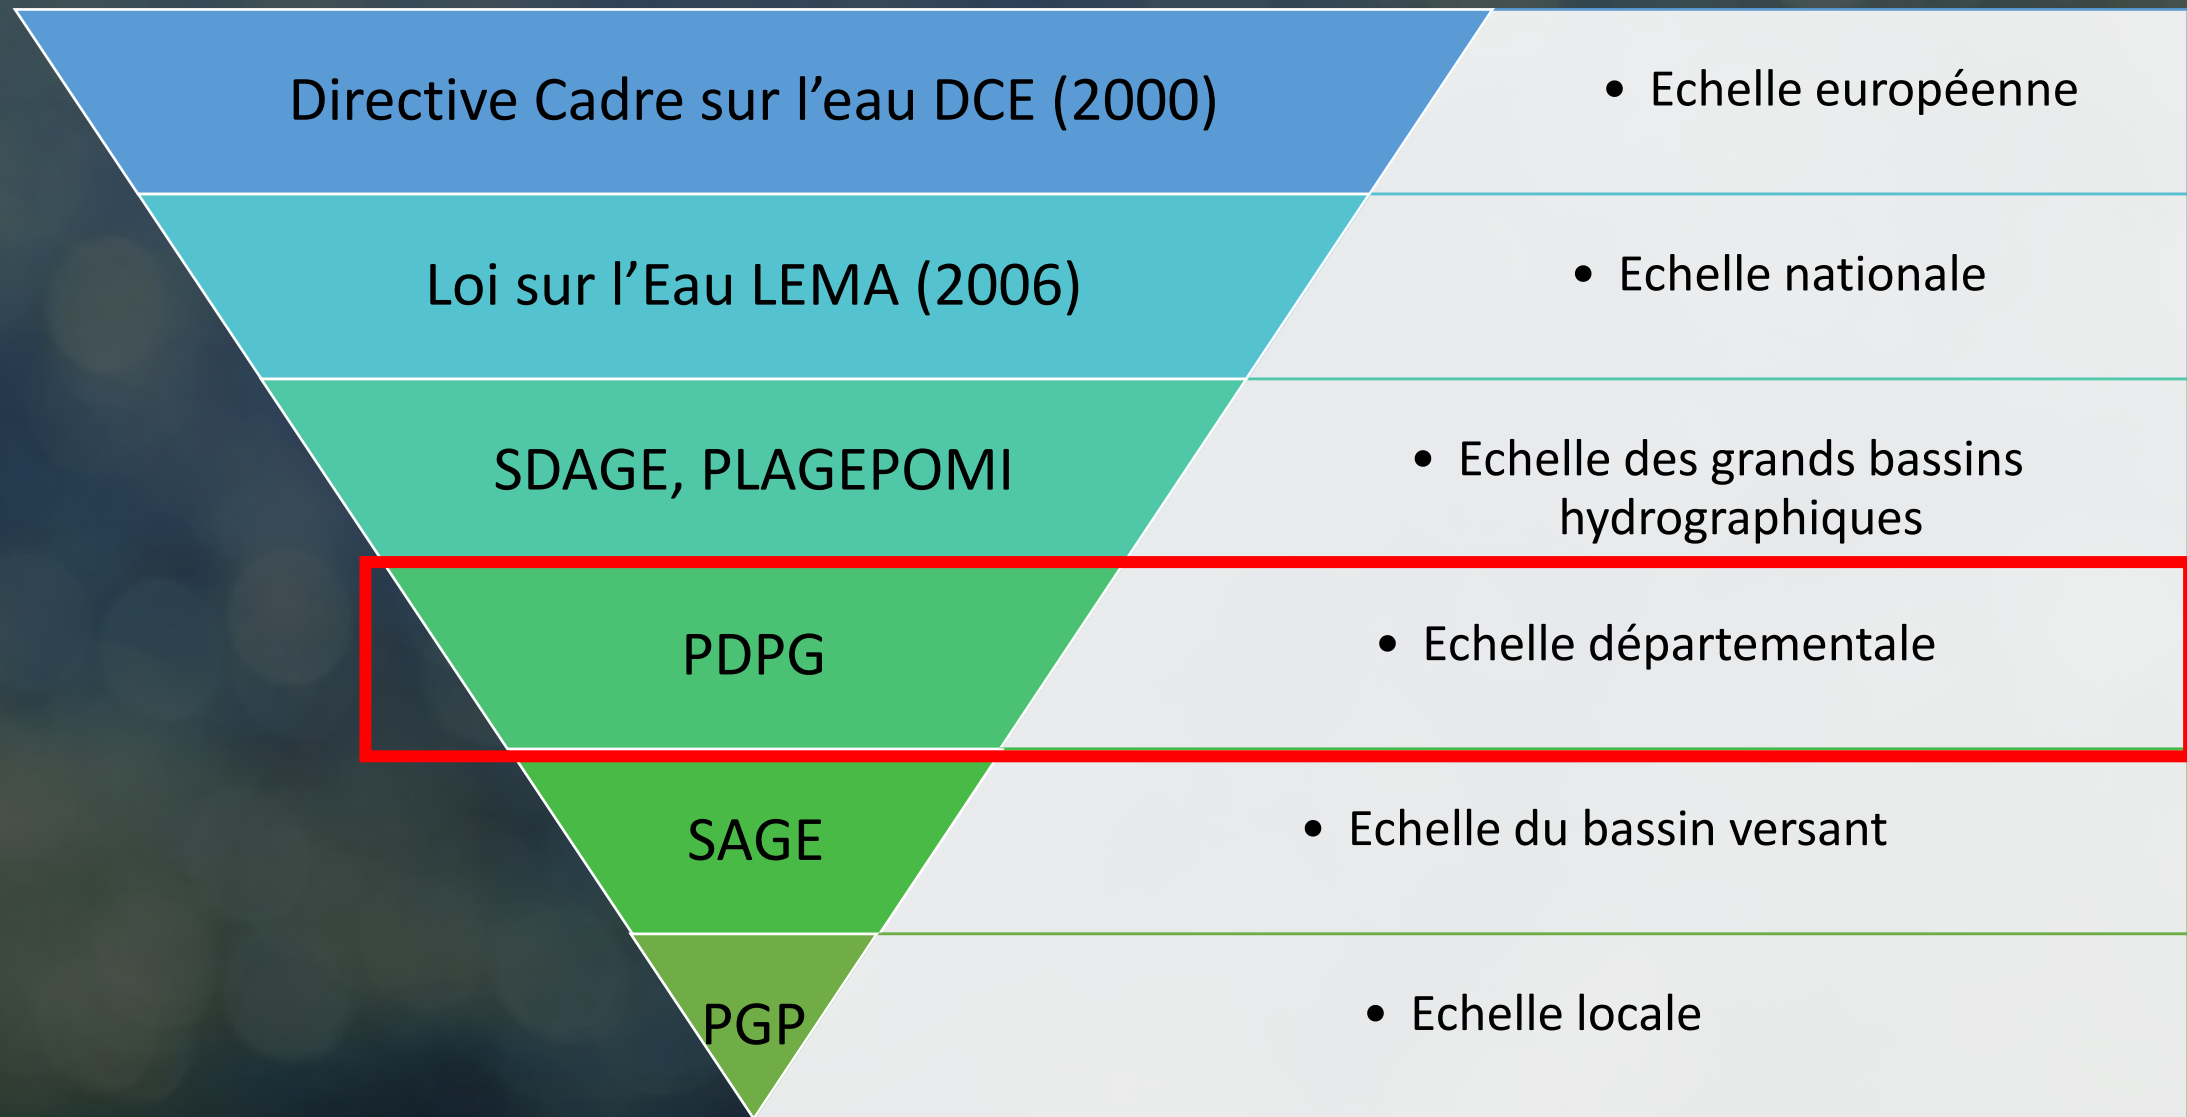 Directive Cadre sur l’eau DCE (2000)
• Echelle européenne
Loi sur l’Eau LEMA (2006)
• Echelle nationale
SDAGE, PLAGEPOMI
• Echelle des grands bassins
hydrographiques
PDPG
• Echelle départementale
SAGE
• Echelle du bassin versant
PGP
• Echelle locale